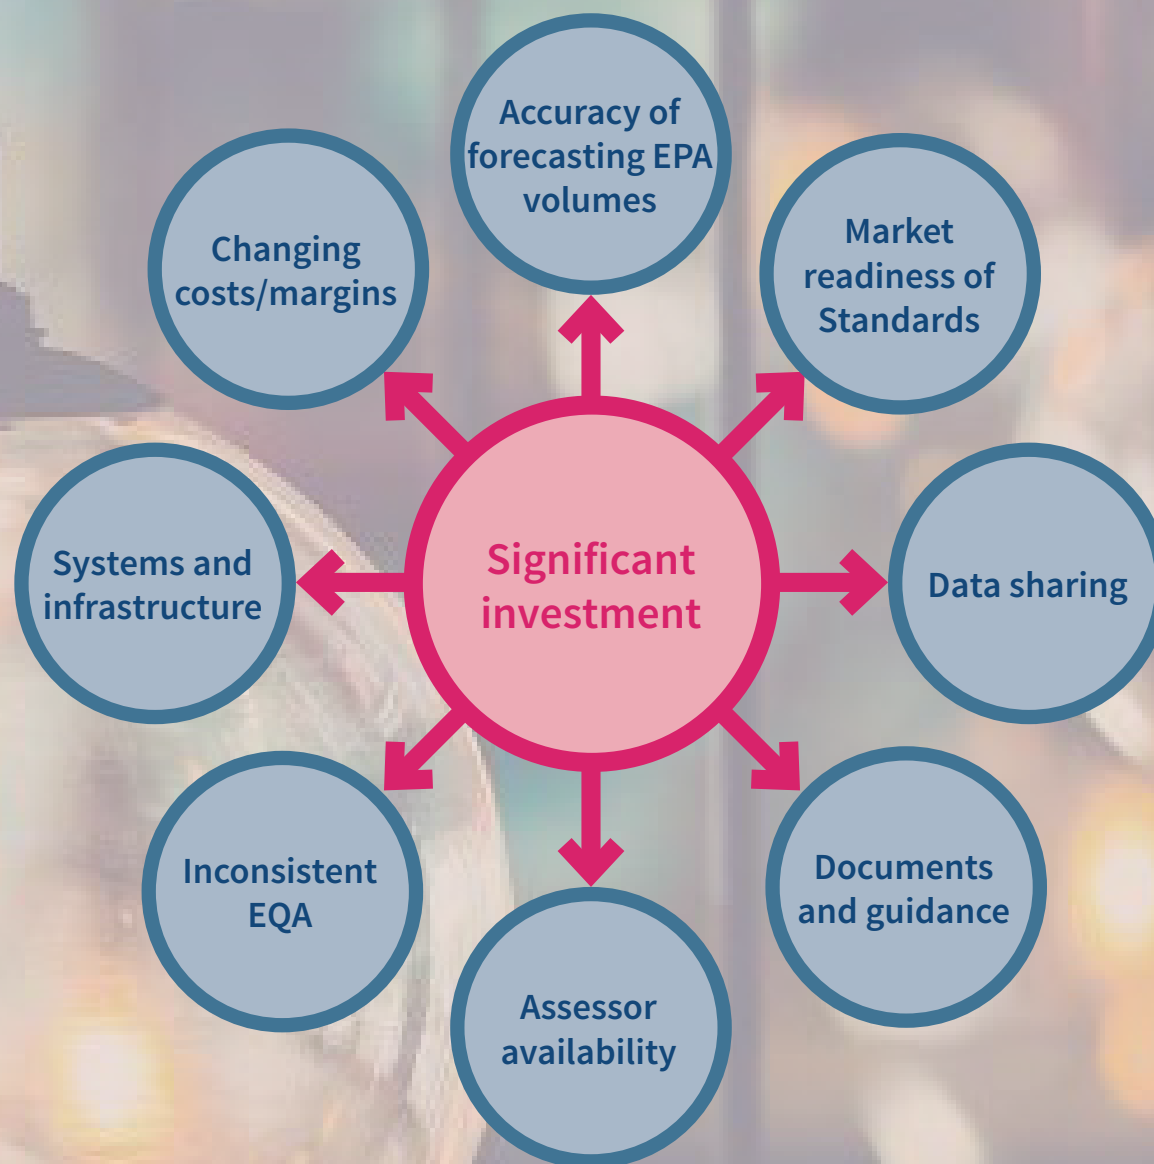 Accuracy of
forecasting EPA
volumes
Market
readiness of
Standards
Data sharing
Documents
and guidance
Assessor
availability
Inconsistent
EQA
Systems and
infrastructure
Changing
costs/margins
Significant
investment